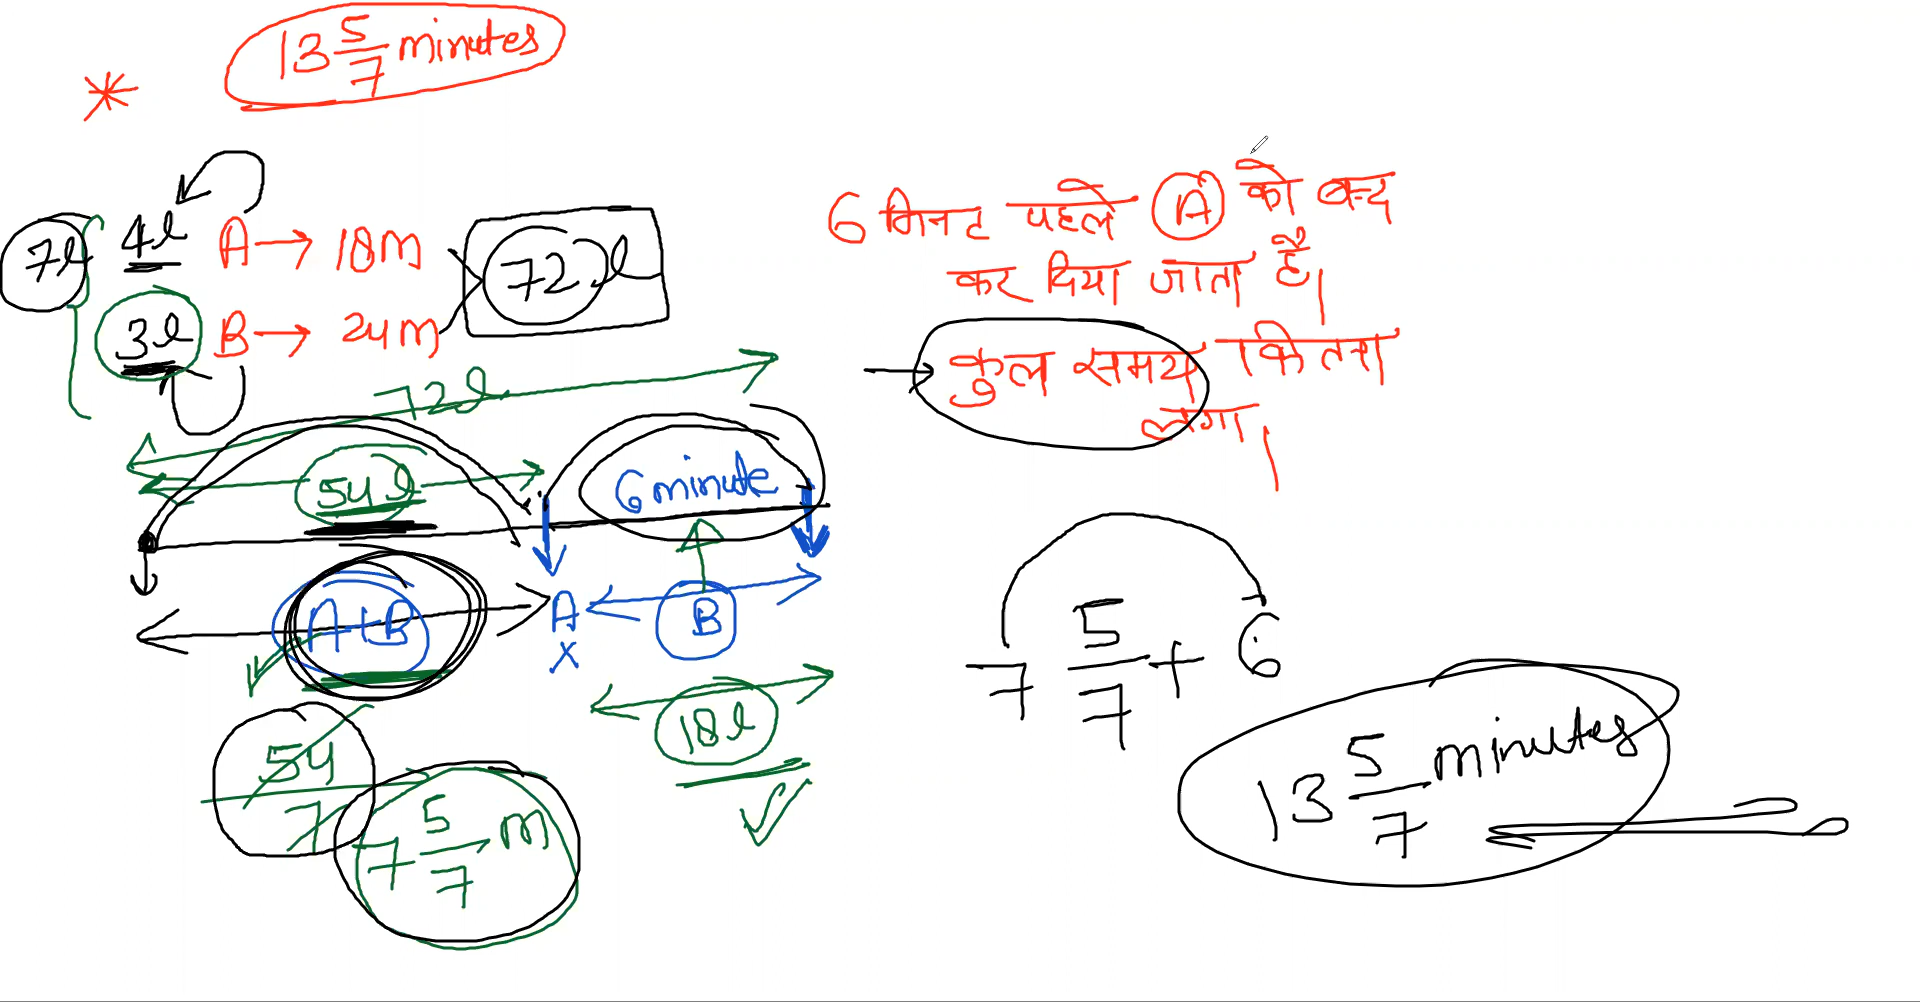 13 5/7 minutes
*
7l 4l A → 18m
72l
3l B → 24m
6 मिनट पहले A को बन्द
कर दिया जाता है।
कुल समय कितना
लगा।
72l
54l
6 minute
A+B
A
x
B
18l
54/7
7 5/7 m
7 5/7 + 6
13 5/7 minutes